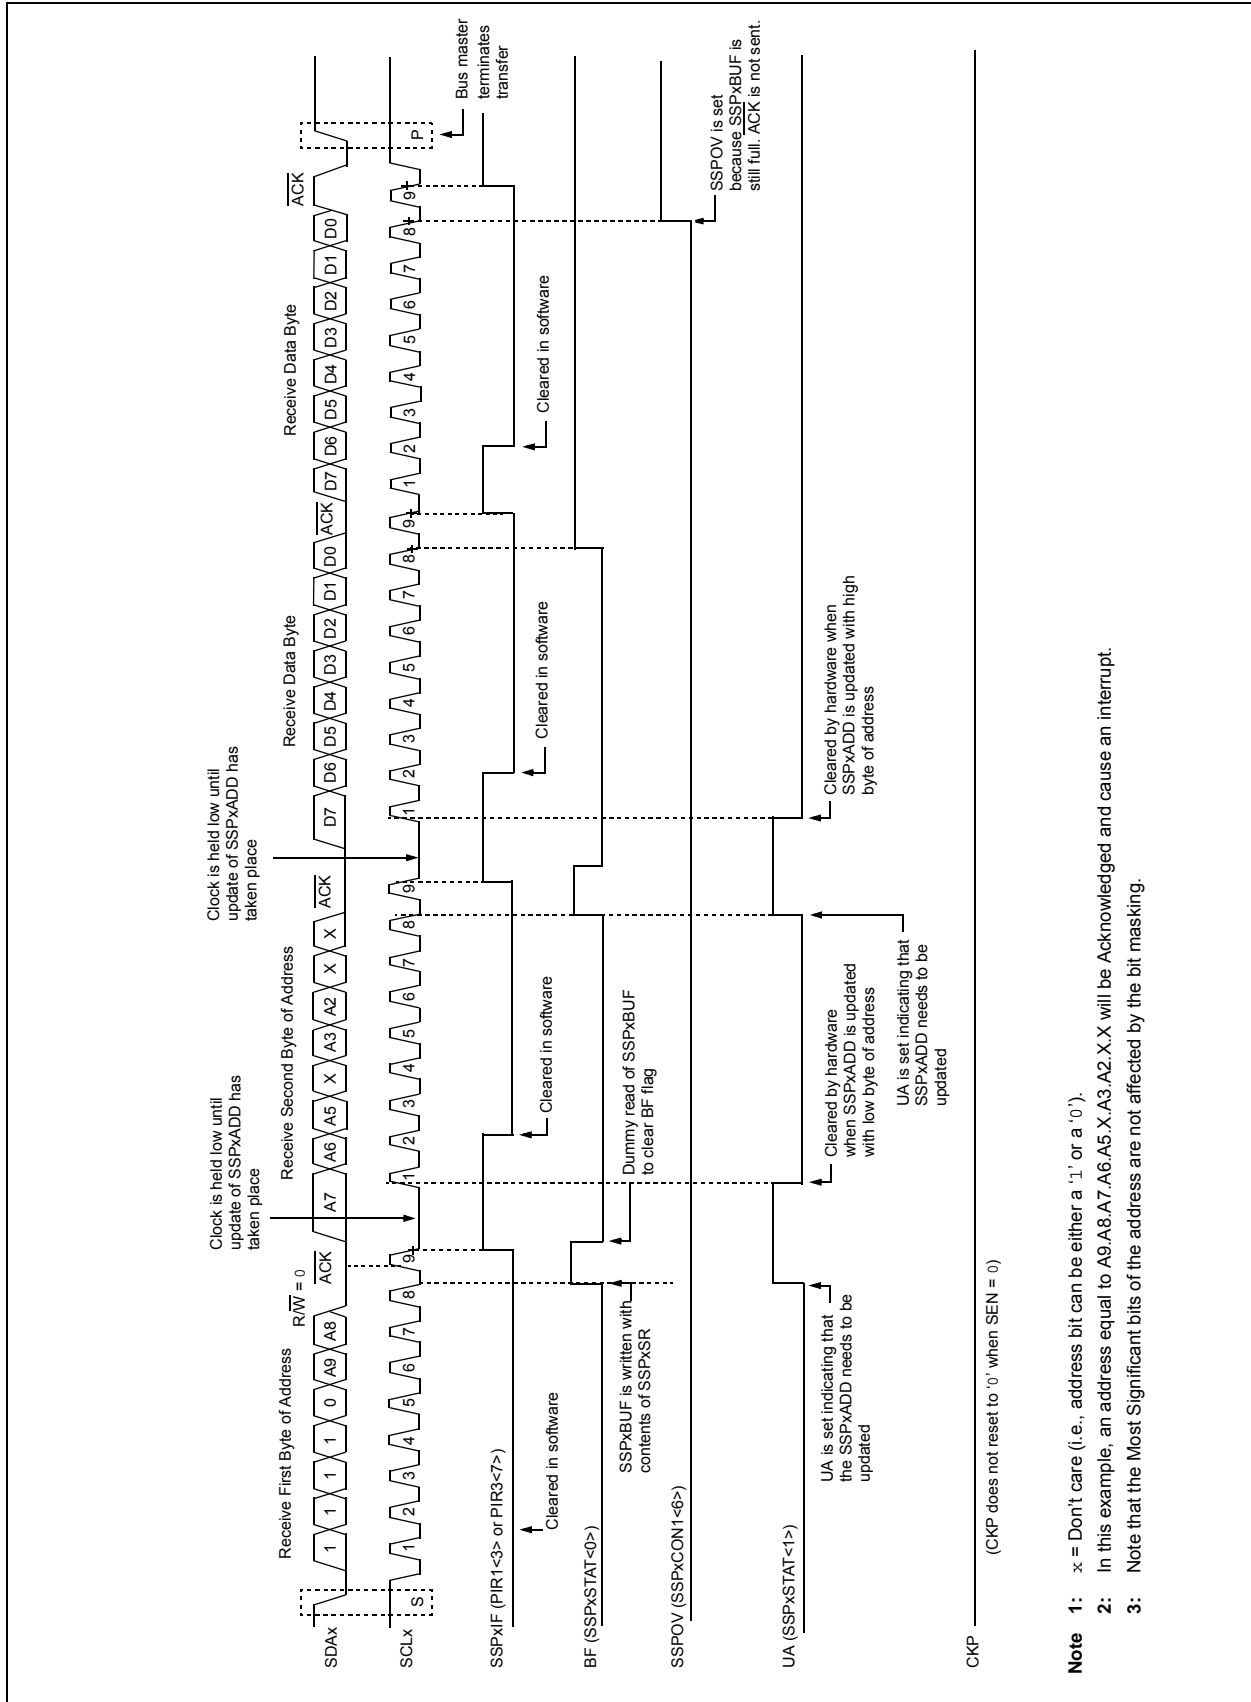 Receive First Byte of Address
R/W = 0
Clock is held low until
update of SSPxADD has
taken place
Receive Second Byte of Address
Clock is held low until
update of SSPxADD has
taken place
Receive Data Byte
Receive Data Byte
SDAx
1 1 1 1 0 A9 A8 ACK A7 A6 A5 X A3 A2 X X ACK D7 D6 D5 D4 D3 D2 D1 D0 ACK D7 D6 D5 D4 D3 D2 D1 D0 ACK
SCLx
S 1 2 3 4 5 6 7 8 9 1 2 3 4 5 6 7 8 9 1 2 3 4 5 6 7 8 9 1 2 3 4 5 6 7 8 9 P
Bus master
terminates
transfer
SSPxIF (PIR1<3> or PIR3<7>)
Cleared in software
Cleared in software
Cleared in software
Cleared in software
BF (SSPxSTAT<0>)
SSPxBUF is written with
contents of SSPxSR
Dummy read of SSPxBUF
to clear BF flag
SSPOV (SSPxCON1<6>)
SSPOV is set
because SSPxBUF is
still full. ACK is not sent.
UA (SSPxSTAT<1>)
UA is set indicating that
the SSPxADD needs to be
updated
Cleared by hardware
when SSPxADD is updated
with low byte of address
UA is set indicating that
SSPxADD needs to be
updated
Cleared by hardware when
SSPxADD is updated with high
byte of address
CKP
(CKP does not reset to ‘0’ when SEN = 0)
Note 1: x = Don’t care (i.e., address bit can be either a ‘1’ or a ‘0’).
2: In this example, an address equal to A9.A8.A7.A6.A5.X.A3.A2.X.X will be Acknowledged and cause an interrupt.
3: Note that the Most Significant bits of the address are not affected by the bit masking.